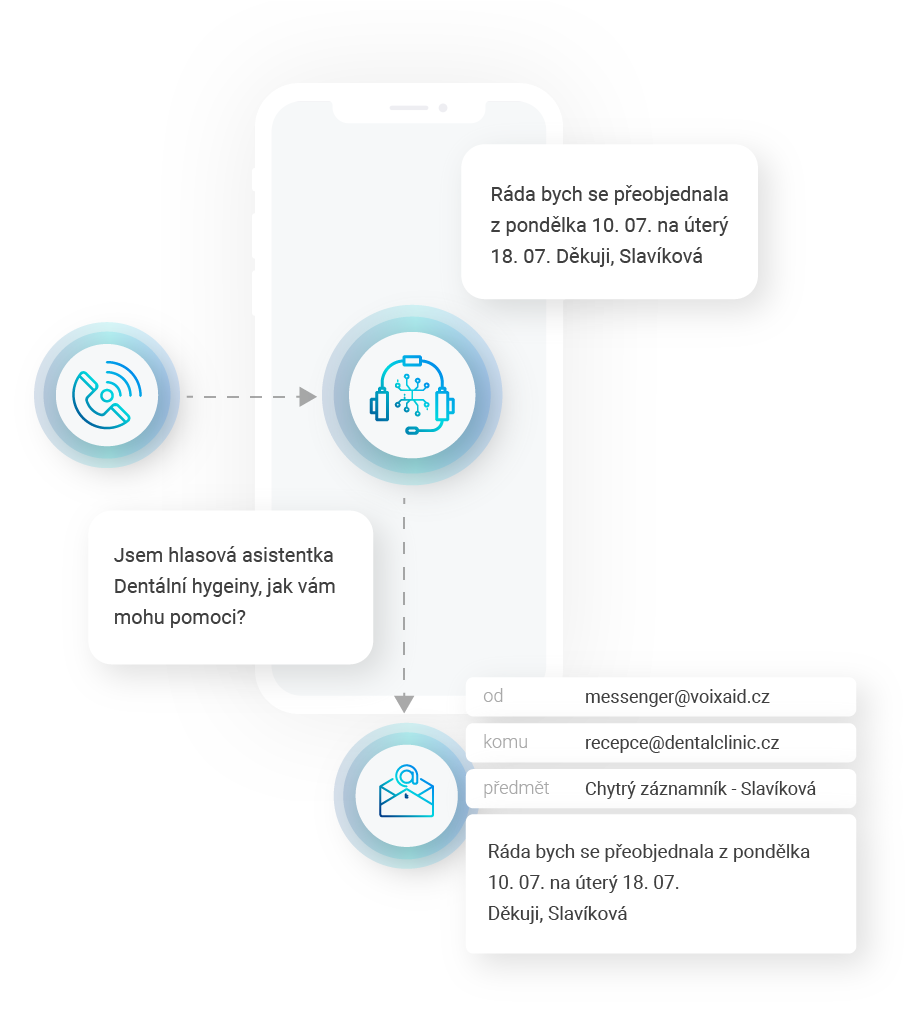 Ráda bych se přeobjednala
z pondělka 10. 07. na úterý
18. 07. Děkuji, Slavíková
Jsem hlasová asistentka
Dentální hygeiny, jak vám
mohu pomoci?
od messenger@voixaid.cz
komu recepce@dentalclinic.cz
předmět Chytrý záznamník - Slavíková
Ráda bych se přeobjednala z pondělka
10. 07. na úterý 18. 07.
Děkuji, Slavíková